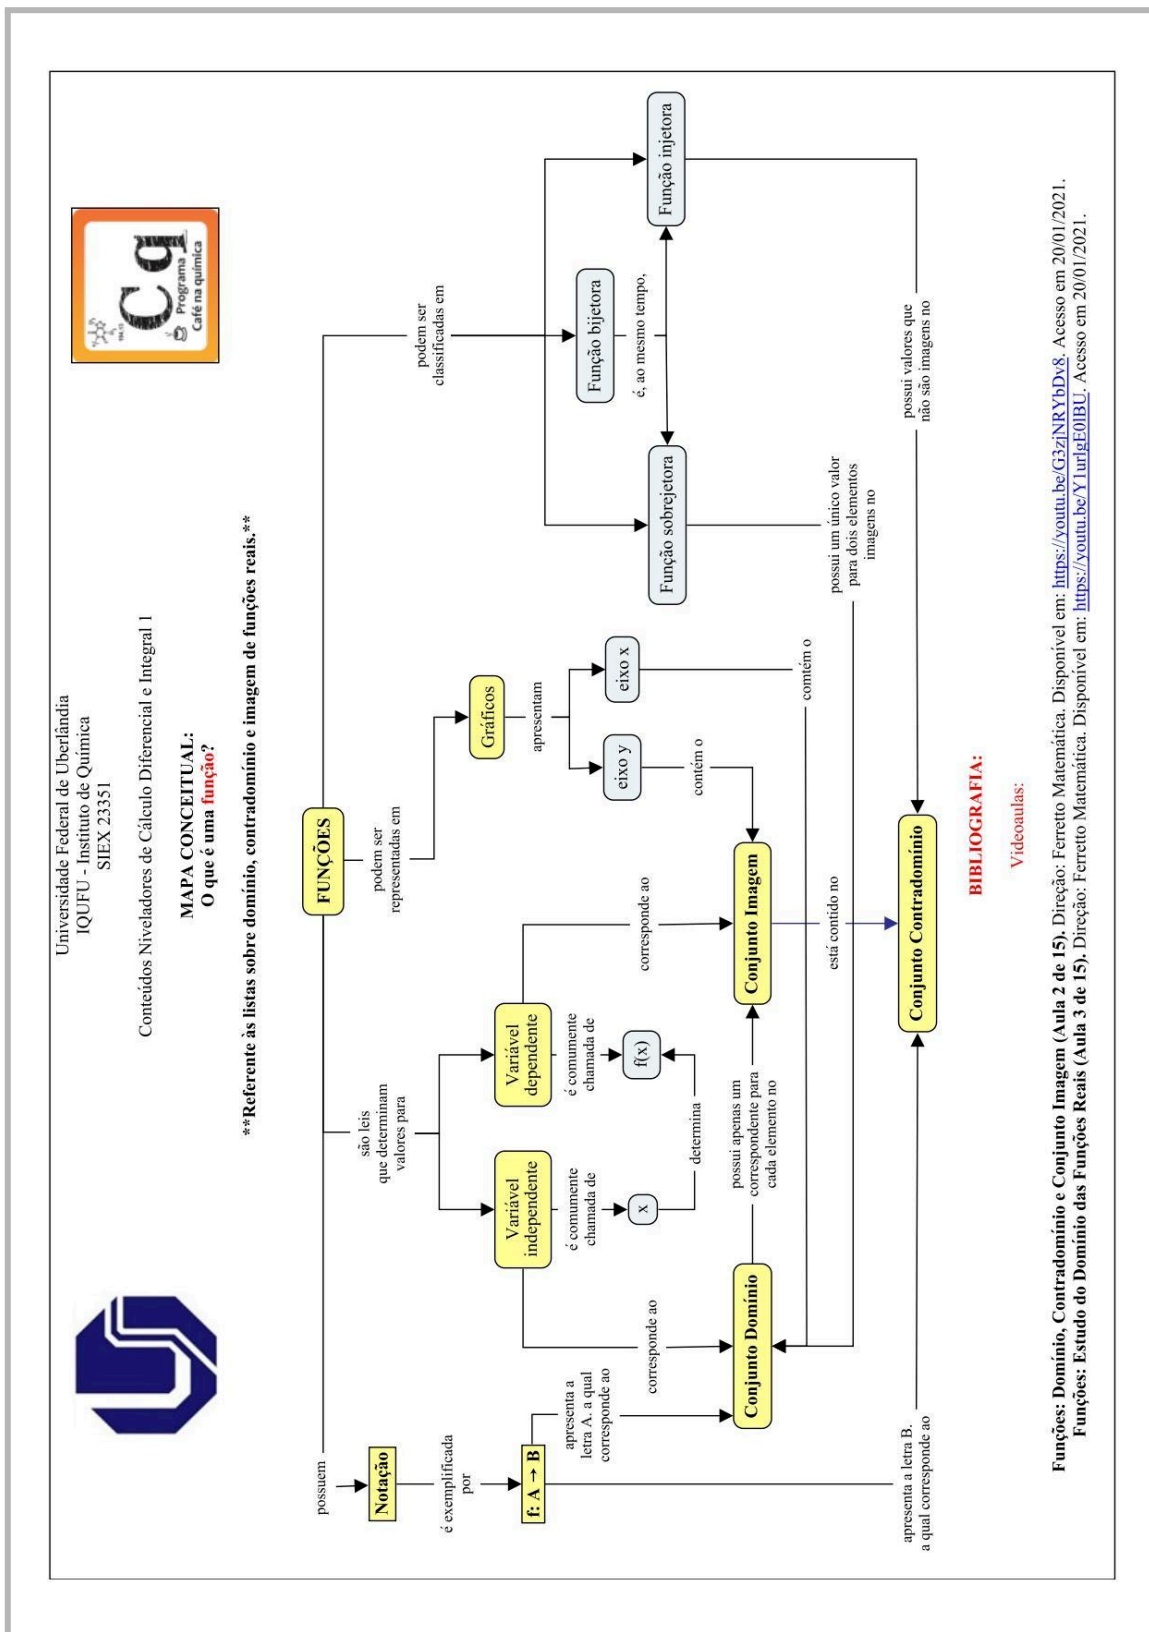 Universidade Federal de Uberlândia
IQUFU - Instituto de Química
SIEX 23351
Conteúdos Niveladores de Cálculo Diferencial e Integral 1
MAPA CONCEITUAL:
O que é uma função?
**Referente às listas sobre domínio, contradomínio e imagem de funções reais.**
194.15
Cq
Programa
Café na química
FUNÇÕES
possuem
Notação
é exemplificada
por
f: A → B
apresenta a
letra A. a qual
corresponde ao
apresenta a letra B.
a qual corresponde ao
são leis
que determinam
valores para
Variável
independente
Variável
dependente
é comumente
chamada de
é comumente
chamada de
x
f(x)
determina
corresponde ao
corresponde ao
Conjunto Domínio
possui apenas um
correspondente para
cada elemento no
Conjunto Imagem
está contido no
Conjunto Contradomínio
podem ser
representadas em
Gráficos
apresentam
eixo y
eixo x
contém o
contém o
podem ser
classificadas em
Função bijetora
é, ao mesmo tempo,
Função sobrejetora
Função injetora
possui um único valor
para dois elementos
imagens no
possui valores que
não são imagens no
BIBLIOGRAFIA:
Videoaulas:
Funções: Domínio, Contradomínio e Conjunto Imagem (Aula 2 de 15). Direção: Ferretto Matemática. Disponível em: https://youtu.be/G3zjNRYbDv8. Acesso em 20/01/2021.
Funções: Estudo do Domínio das Funções Reais (Aula 3 de 15). Direção: Ferretto Matemática. Disponível em: https://youtu.be/Y1urlgE0lBU. Acesso em 20/01/2021.